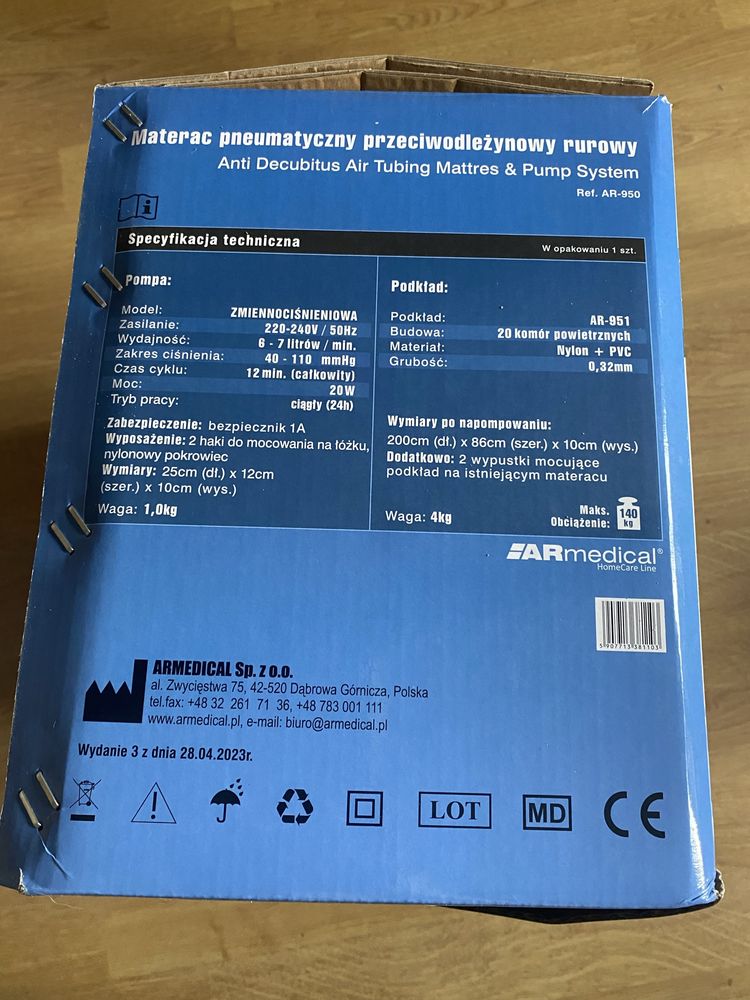 Materac pneumatyczny przeciwodleżynowy rurowy
Anti Decubitus Air Tubing Mattres & Pump System
Ref. AR-950
Specyfikacja techniczna
W opakowaniu 1 szt.
Pompa:
Model: ZMIENNOCIŚNIENIOWA
Zasilanie: 220-240V / 50Hz
Wydajność: 6 - 7 litrów / min.
Zakres ciśnienia: 40 - 110 mmHg
Czas cyklu: 12 min. (całkowity)
Moc: 20W
Tryb pracy: ciągły (24h)
Zabezpieczenie: bezpiecznik 1A
Wyposażenie: 2 haki do mocowania na łóżku,
nylonowy pokrowiec
Wymiary: 25cm (dł.) x 12cm
(szer.) x 10cm (wys.)
Waga: 1,0kg
Podkład:
Podkład: AR-951
Budowa: 20 komór powietrznych
Materiał: Nylon + PVC
Grubość: 0,32mm
Wymiary po napompowaniu:
200cm (dł.) x 86cm (szer.) x 10cm (wys.)
Dodatkowo: 2 wypustki mocujące
podkład na istniejącym materacu
Waga: 4kg
Maks.
Obciążenie:
140
kg
ARmedical®
HomeCare Line
5907713381103
ARMEDICAL Sp. z o.o.
al. Zwycięstwa 75, 42-520 Dąbrowa Górnicza, Polska
tel.fax: +48 32 261 71 36, +48 783 001 111
www.armedical.pl, e-mail: biuro@armedical.pl
Wydanie 3 z dnia 28.04.2023r.
LOT
MD
CE